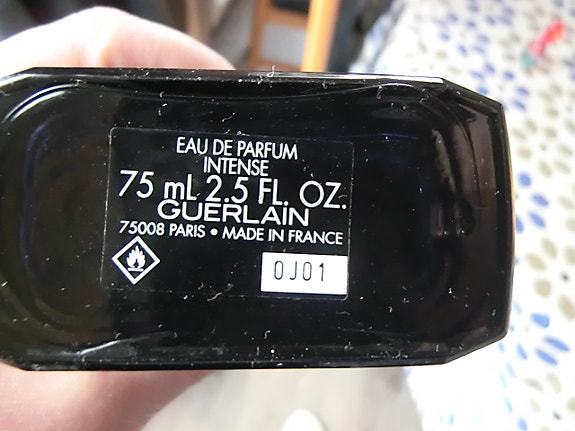 EAU DE PARFUM
INTENSE
75 mL 2.5 FL. OZ.
GUERLAIN
75008 PARIS • MADE IN FRANCE
0J01